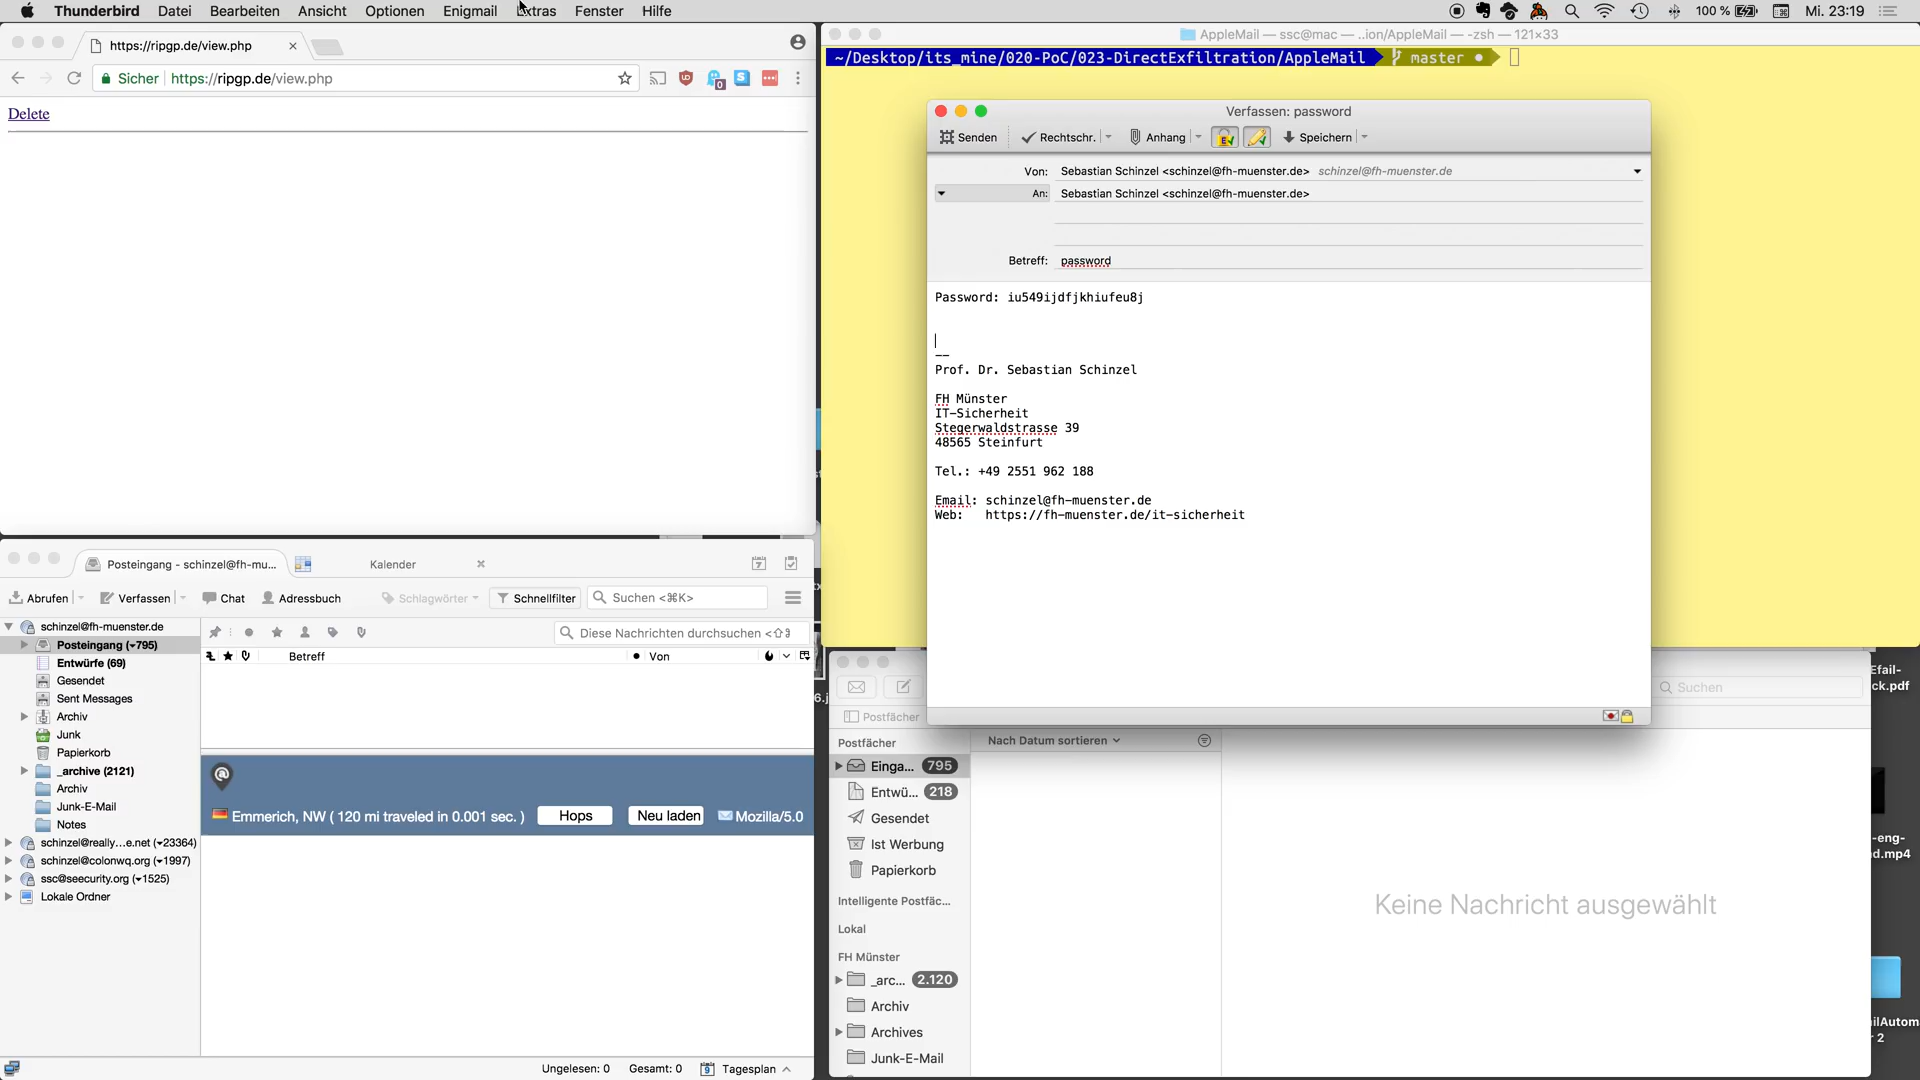 Thunderbird Datei Bearbeiten Ansicht Optionen Enigmail Extras Fenster Hilfe 100 % Mi. 23:19
https://ripgp.de/view.php
Sicher https://ripgp.de/view.php 0
Delete
AppleMail — ssc@mac — ..ion/AppleMail — -zsh — 121×33
~/Desktop/its_mine/020-PoC/023-DirectExfiltration/AppleMail master
Verfassen: password
Senden Rechtschr. Anhang Speichern
Von: Sebastian Schinzel <schinzel@fh-muenster.de> schinzel@fh-muenster.de
An: Sebastian Schinzel <schinzel@fh-muenster.de>
Betreff: password
Password: iu549ijdfjkhiufeu8j
--
Prof. Dr. Sebastian Schinzel
FH Münster
IT-Sicherheit
Stegerwaldstrasse 39
48565 Steinfurt
Tel.: +49 2551 962 188
Email: schinzel@fh-muenster.de
Web: https://fh-muenster.de/it-sicherheit
Posteingang - schinzel@fh-mu... Kalender
Abrufen Verfassen Chat Adressbuch Schlagwörter Schnellfilter Suchen <⌘K>
Diese Nachrichten durchsuchen
Betreff Von
schinzel@fh-muenster.de
Posteingang (795)
Entwürfe (69)
Gesendet
Sent Messages
Archiv
Junk
Papierkorb
_archive (2121)
Archiv
Junk-E-Mail
Notes
schinzel@really...e.net (23364)
schinzel@colonwq.org (1997)
ssc@seecurity.org (1525)
Lokale Ordner
Emmerich, NW ( 120 mi traveled in 0.001 sec. ) Hops Neu laden Mozilla/5.0
Ungelesen: 0 Gesamt: 0 9 Tagesplan
Suchen
Postfächer
Postfächer
Nach Datum sortieren
Einga... 795
Entwü... 218
Gesendet
Ist Werbung
Papierkorb
Intelligente Postfäc...
Lokal
FH Münster
_arc... 2.120
Archiv
Archives
Junk-E-Mail
Keine Nachricht ausgewählt
Efail-
ck.pdf
-eng-
d.mp4
ilAutom
r 2
6.j